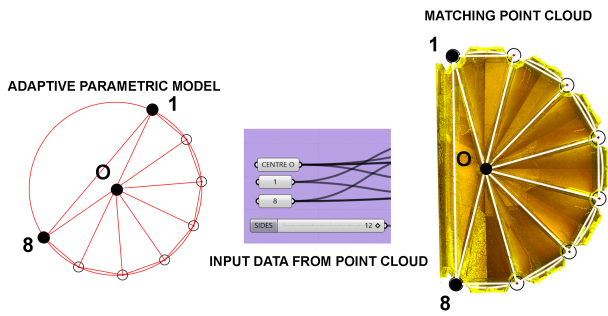 MATCHING POINT CLOUD
1
ADAPTIVE PARAMETRIC MODEL
1
O
8
CENTRE O
1
8
SIDES 12
INPUT DATA FROM POINT CLOUD
O
8